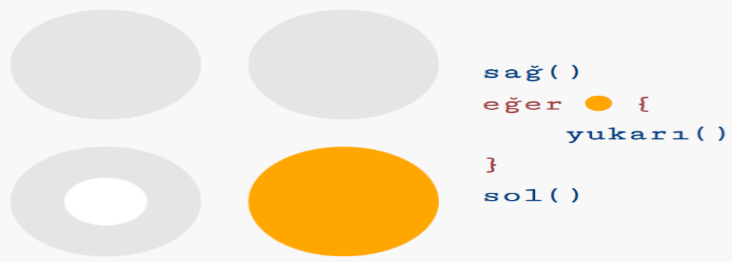 sağ()
eğer {
yukarı()
}
sol()